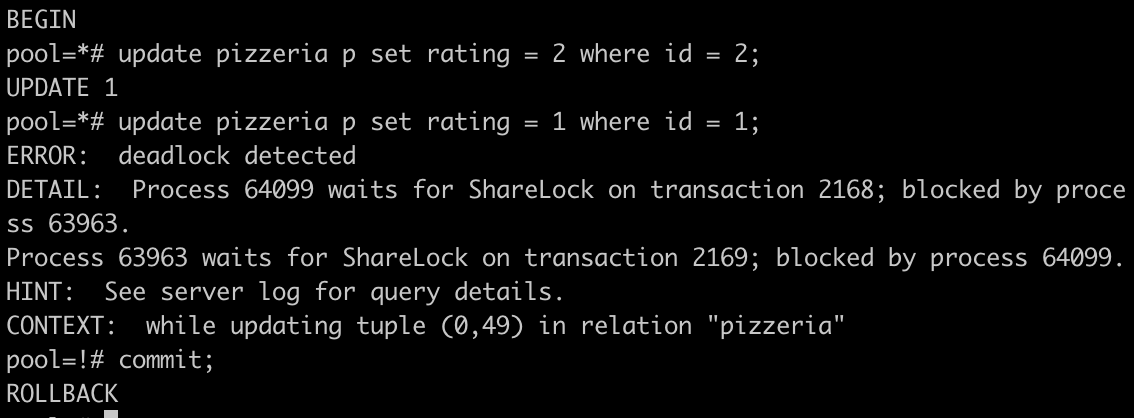 BEGIN
pool=*# update pizzeria p set rating = 2 where id = 2;
UPDATE 1
pool=*# update pizzeria p set rating = 1 where id = 1;
ERROR:  deadlock detected
DETAIL:  Process 64099 waits for ShareLock on transaction 2168; blocked by proce
ss 63963.
Process 63963 waits for ShareLock on transaction 2169; blocked by process 64099.
HINT:  See server log for query details.
CONTEXT:  while updating tuple (0,49) in relation "pizzeria"
pool=!# commit;
ROLLBACK